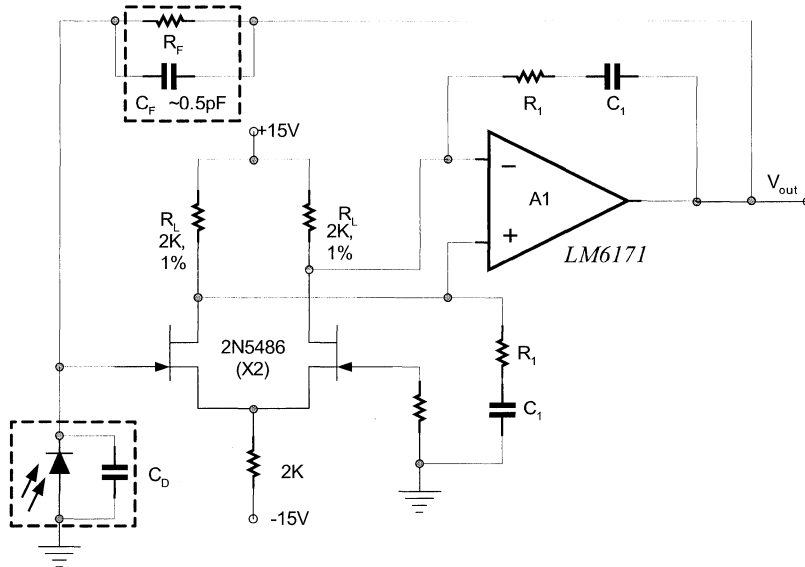 R_F
C_F ~0.5pF
+15V
R_1
C_1
R_L
2K,
1%
R_L
2K,
1%
−
A1
+
LM6171
V_out
2N5486
(X2)
R_1
C_1
C_D
2K
-15V